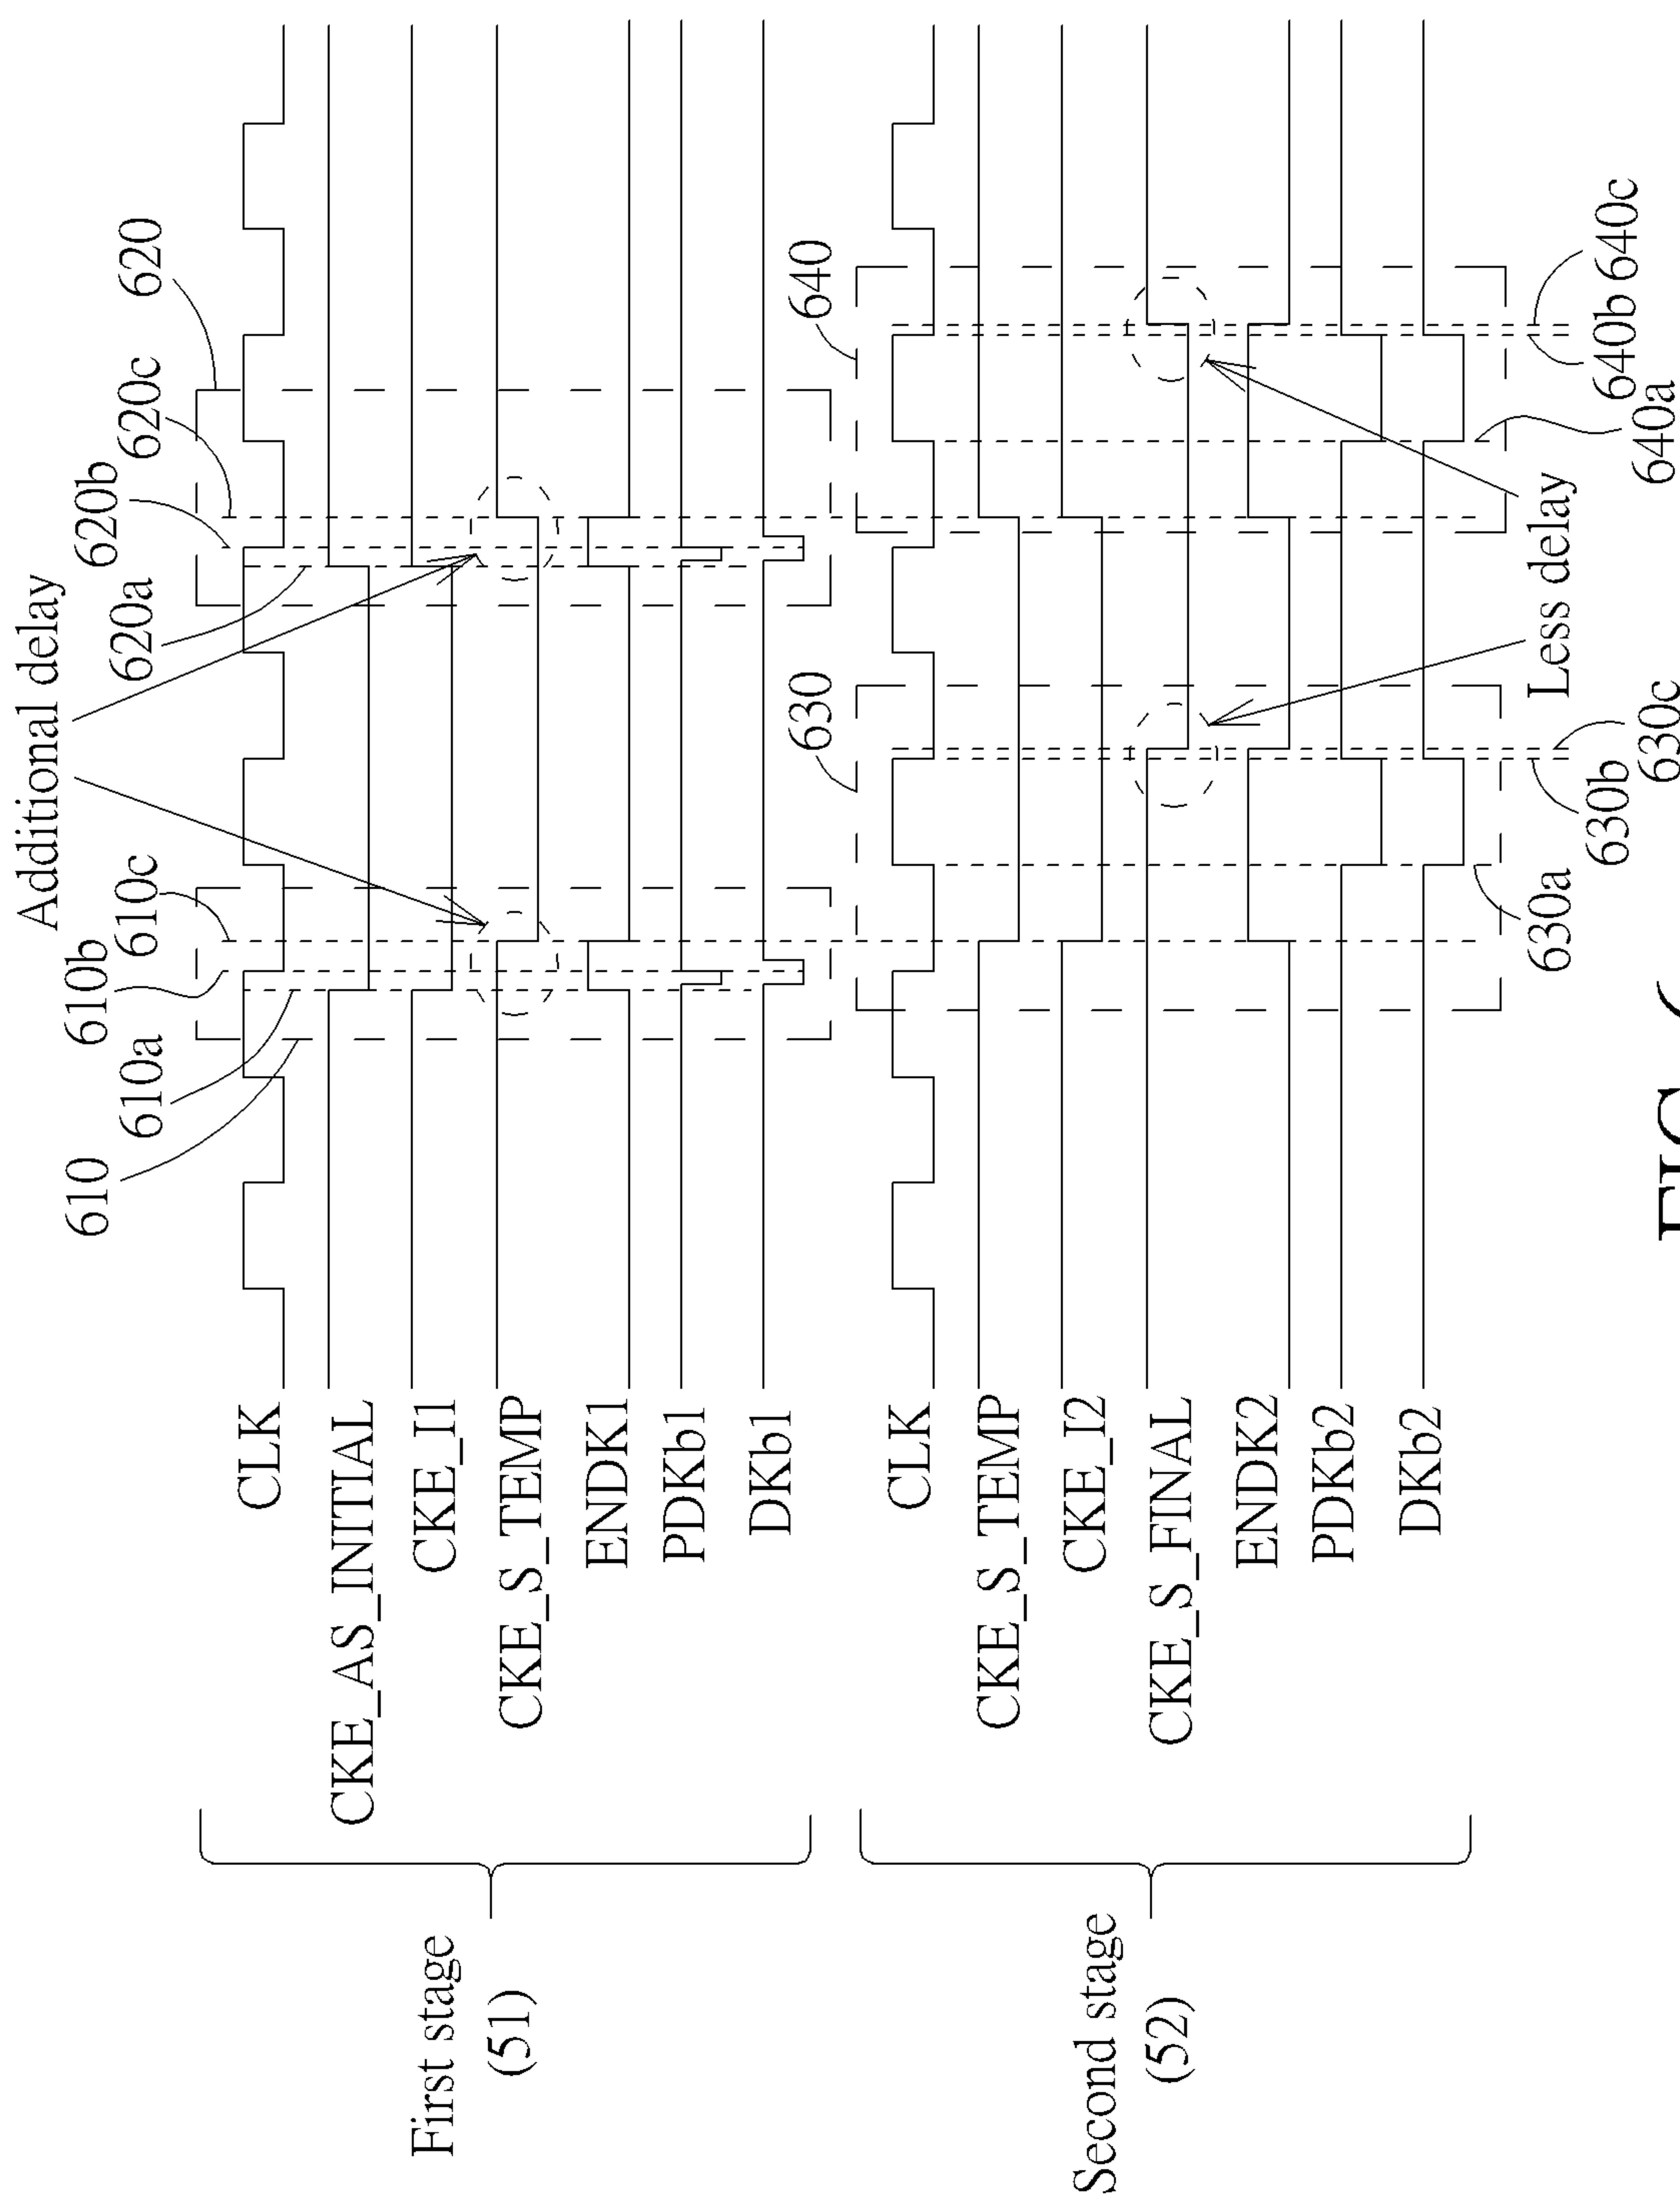 Additional delay
610
610a
610b
610c
620a
620b
620c
620
First stage
(51)
CLK
CKE_AS_INITIAL
CKE_I1
CKE_S_TEMP
ENDK1
PDKb1
DKb1
630
640
Second stage
(52)
CLK
CKE_S_TEMP
CKE_I2
CKE_S_FINAL
ENDK2
PDKb2
DKb2
Less delay
630a
630b
630c
640a
640b 640c